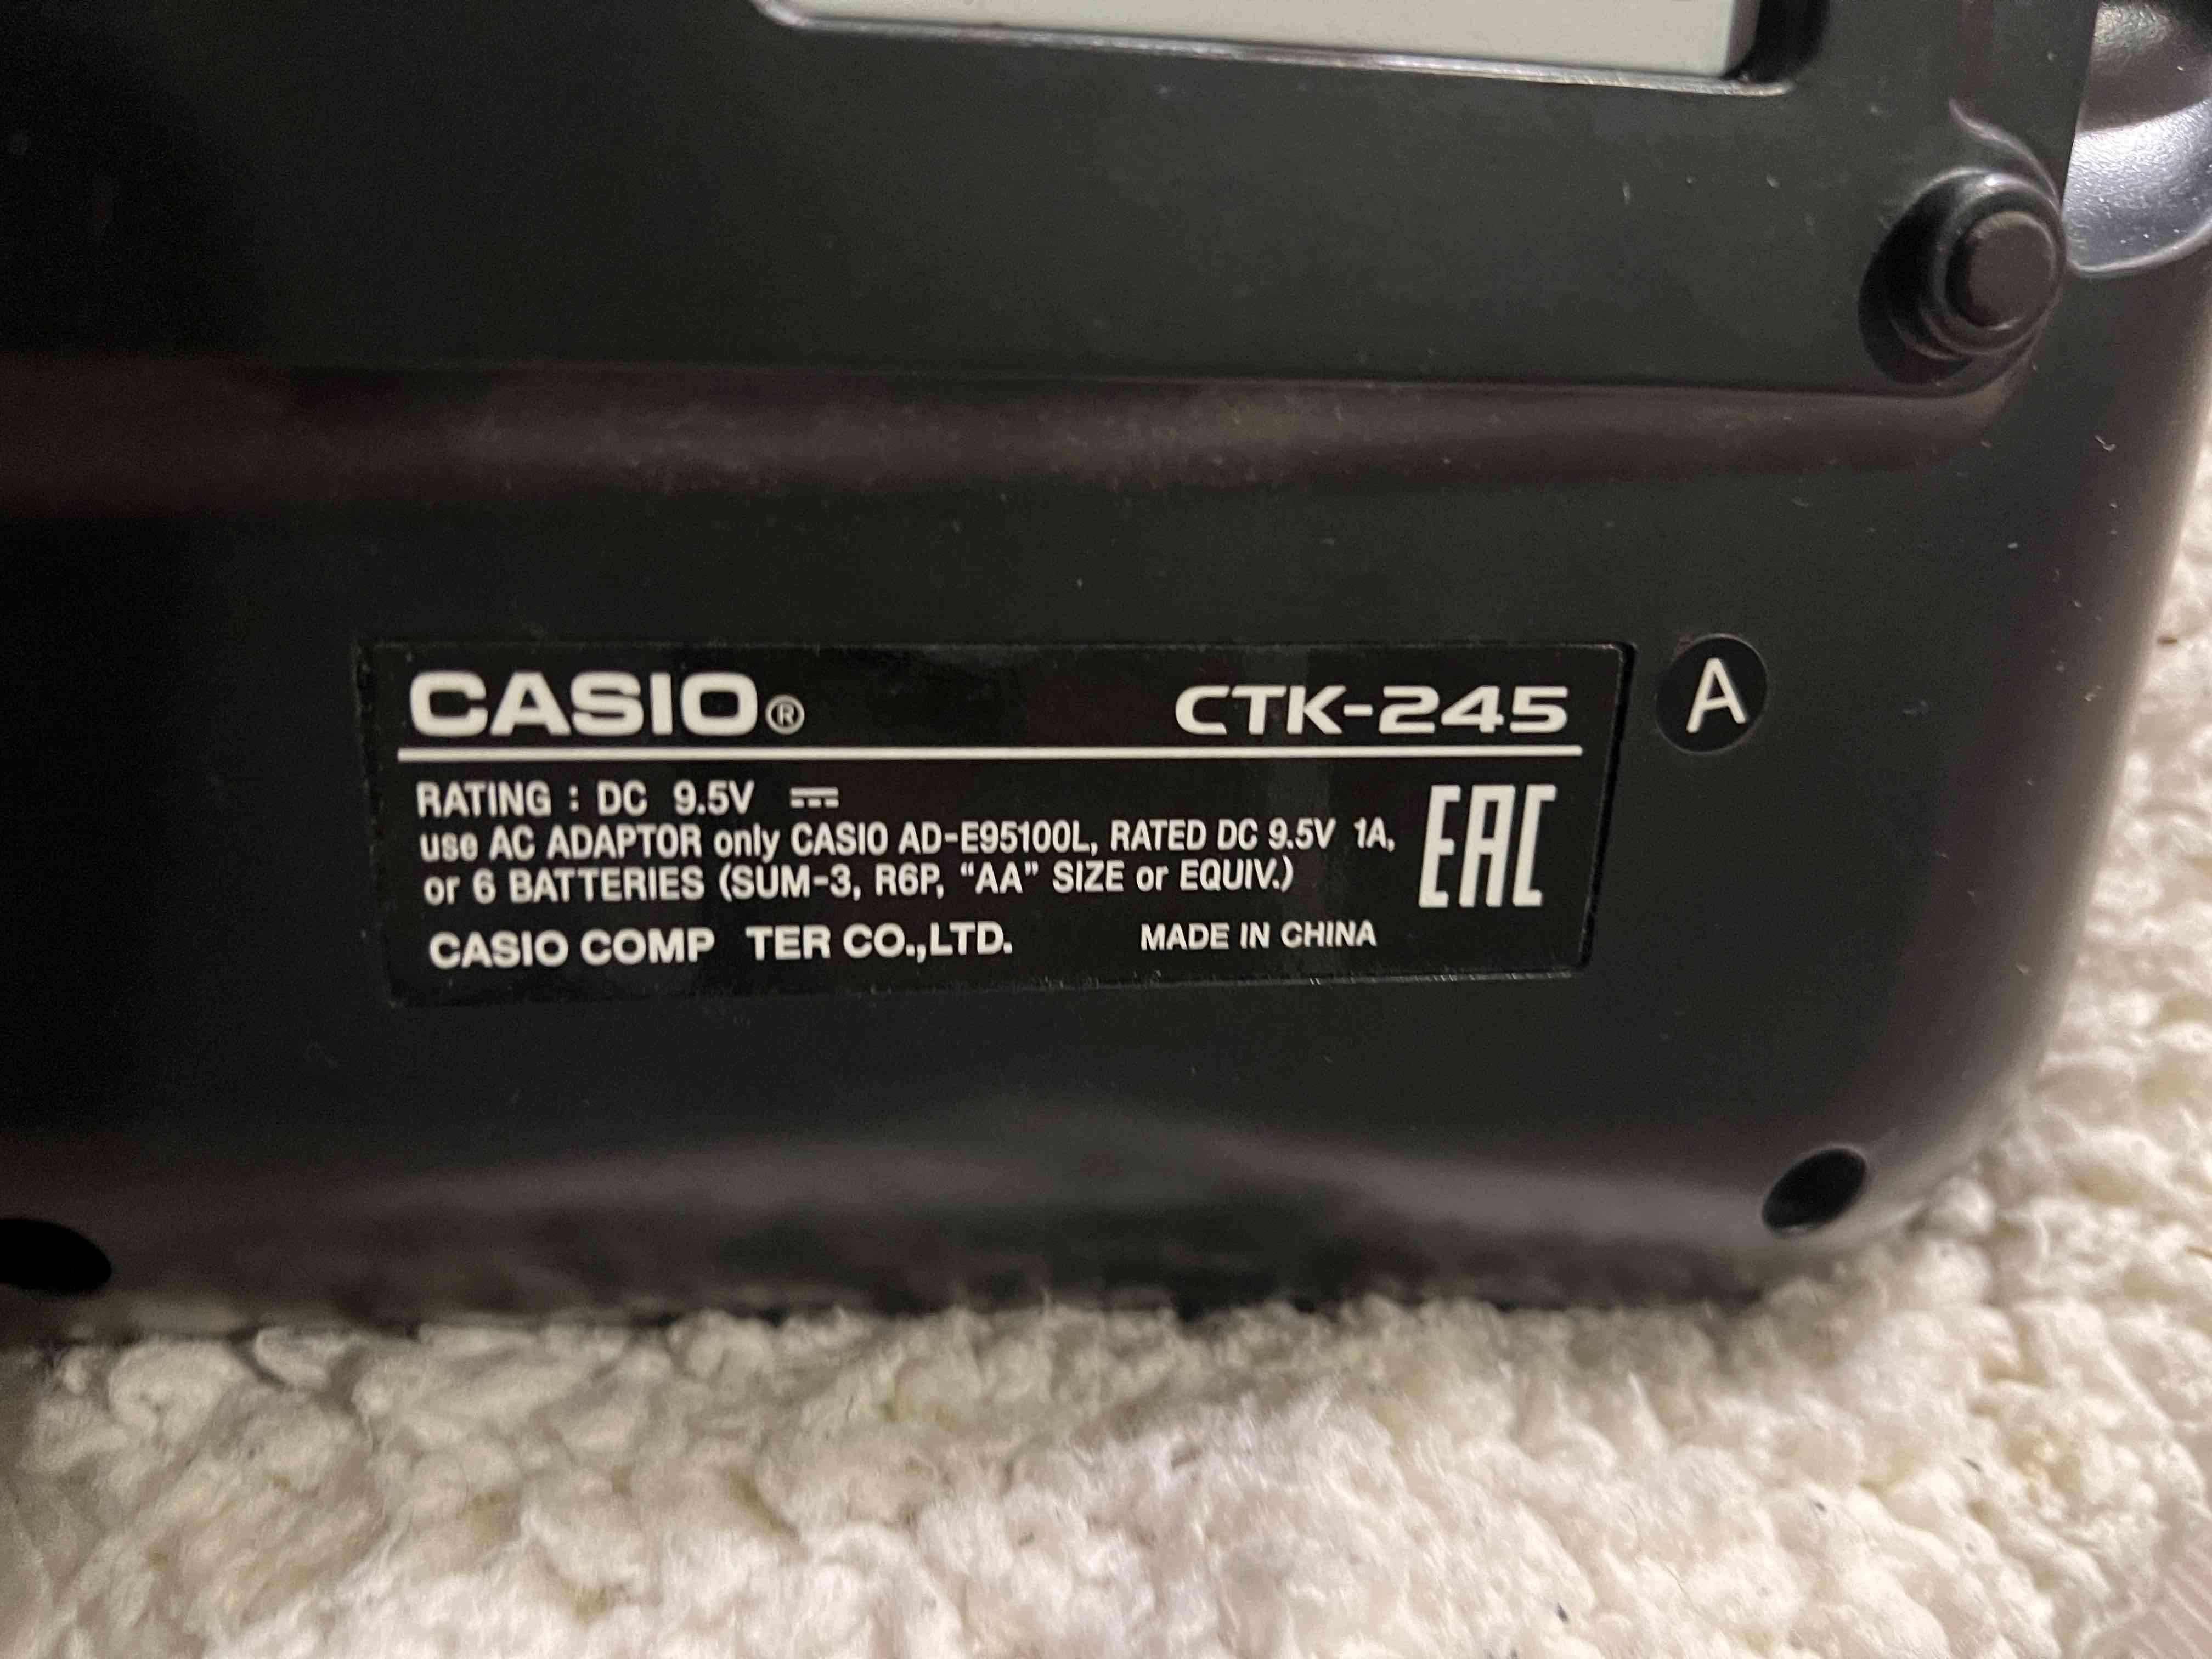 CASIO® CTK-245 A
RATING : DC 9.5V ⎓
use AC ADAPTOR only CASIO AD-E95100L, RATED DC 9.5V 1A,
or 6 BATTERIES (SUM-3, R6P, “AA” SIZE or EQUIV.)
EAC
CASIO COMP TER CO.,LTD. MADE IN CHINA